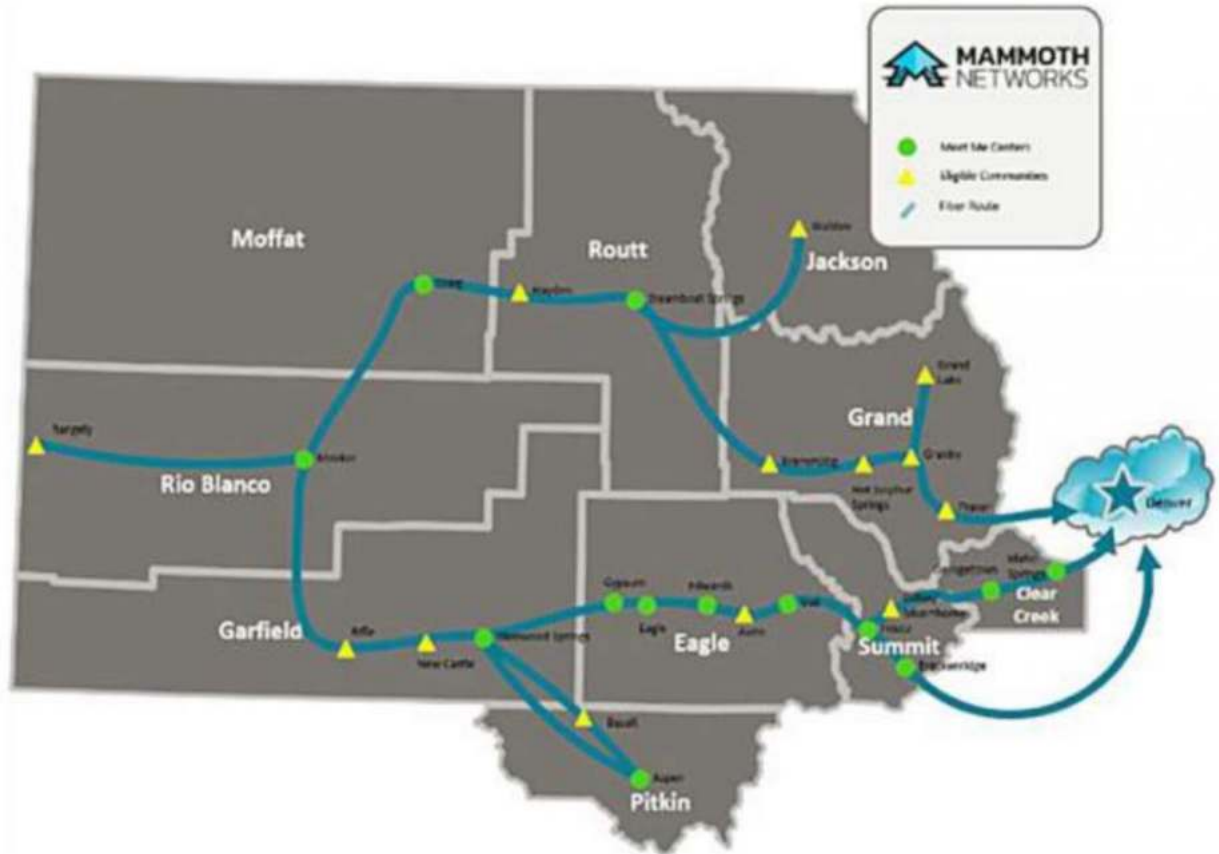 MAMMOTH
NETWORKS
Meet Me Centers
Eligible Communities
Fiber Route
Moffat
Routt
Walden
Jackson
Craig
Hayden
Steamboat Springs
Grand
Lake
Grand
Rangely
Meeker
Rio Blanco
Kremmling
Granby
Hot Sulphur
Springs
Fraser
Denver
Idaho
Springs
Georgetown
Clear
Creek
Gypsum
Edwards
Eagle
Avon
Vail
Eagle
Frisco
Summit
Breckenridge
Garfield
Rifle
New Castle
Glenwood Springs
Basalt
Aspen
Pitkin